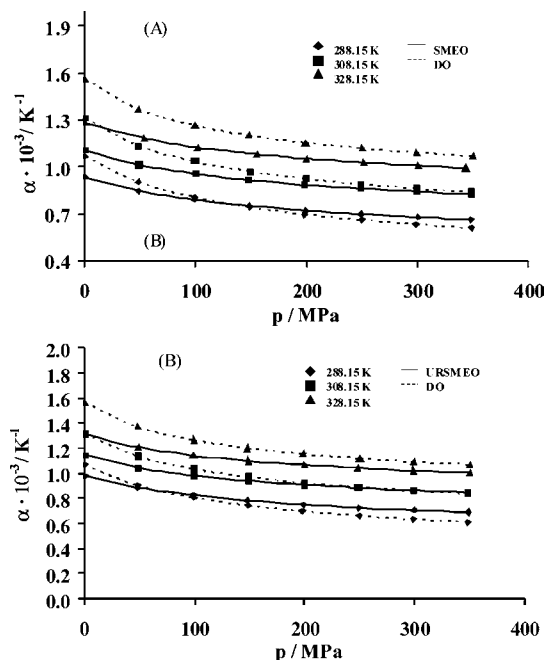 (A)
288.15 K SMEO
308.15 K DO
328.15 K
α · 10⁻³/ K⁻¹
1.9
1.6
1.3
1.0
0.7
0.4
(B)
0 100 200 300 400
p / MPa
(B)
288.15 K URSMEO
308.15 K DO
328.15 K
α · 10⁻³/ K⁻¹
2.0
1.8
1.6
1.4
1.2
1.0
0.8
0.6
0.4
0.2
0.0
0 100 200 300 400
p / MPa